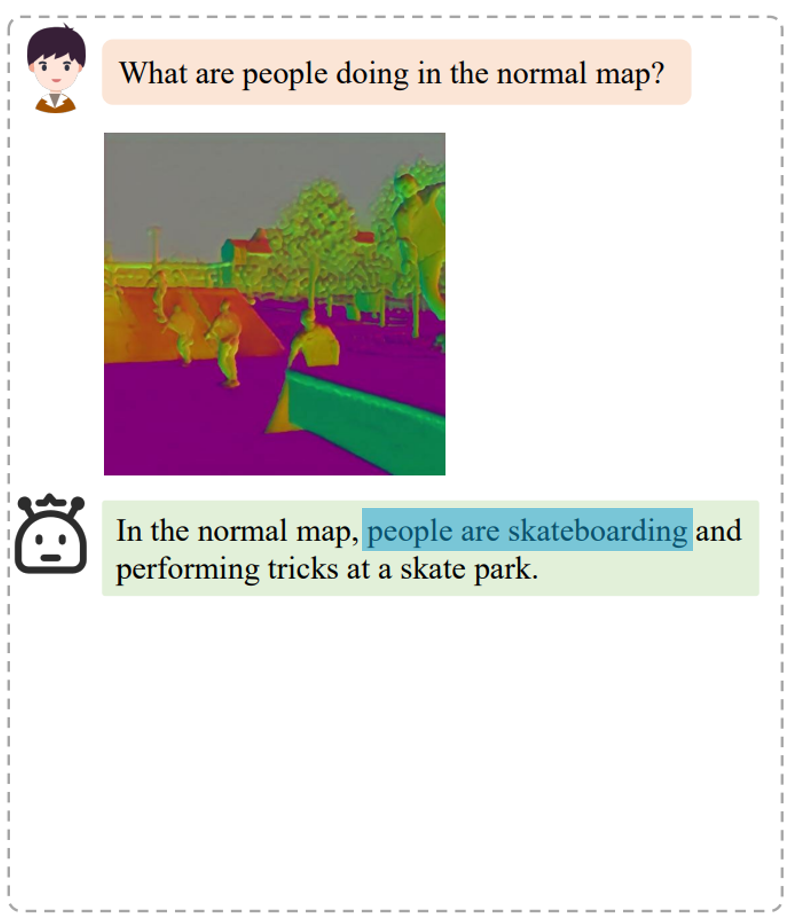 What are people doing in the normal map?
In the normal map, people are skateboarding and
performing tricks at a skate park.